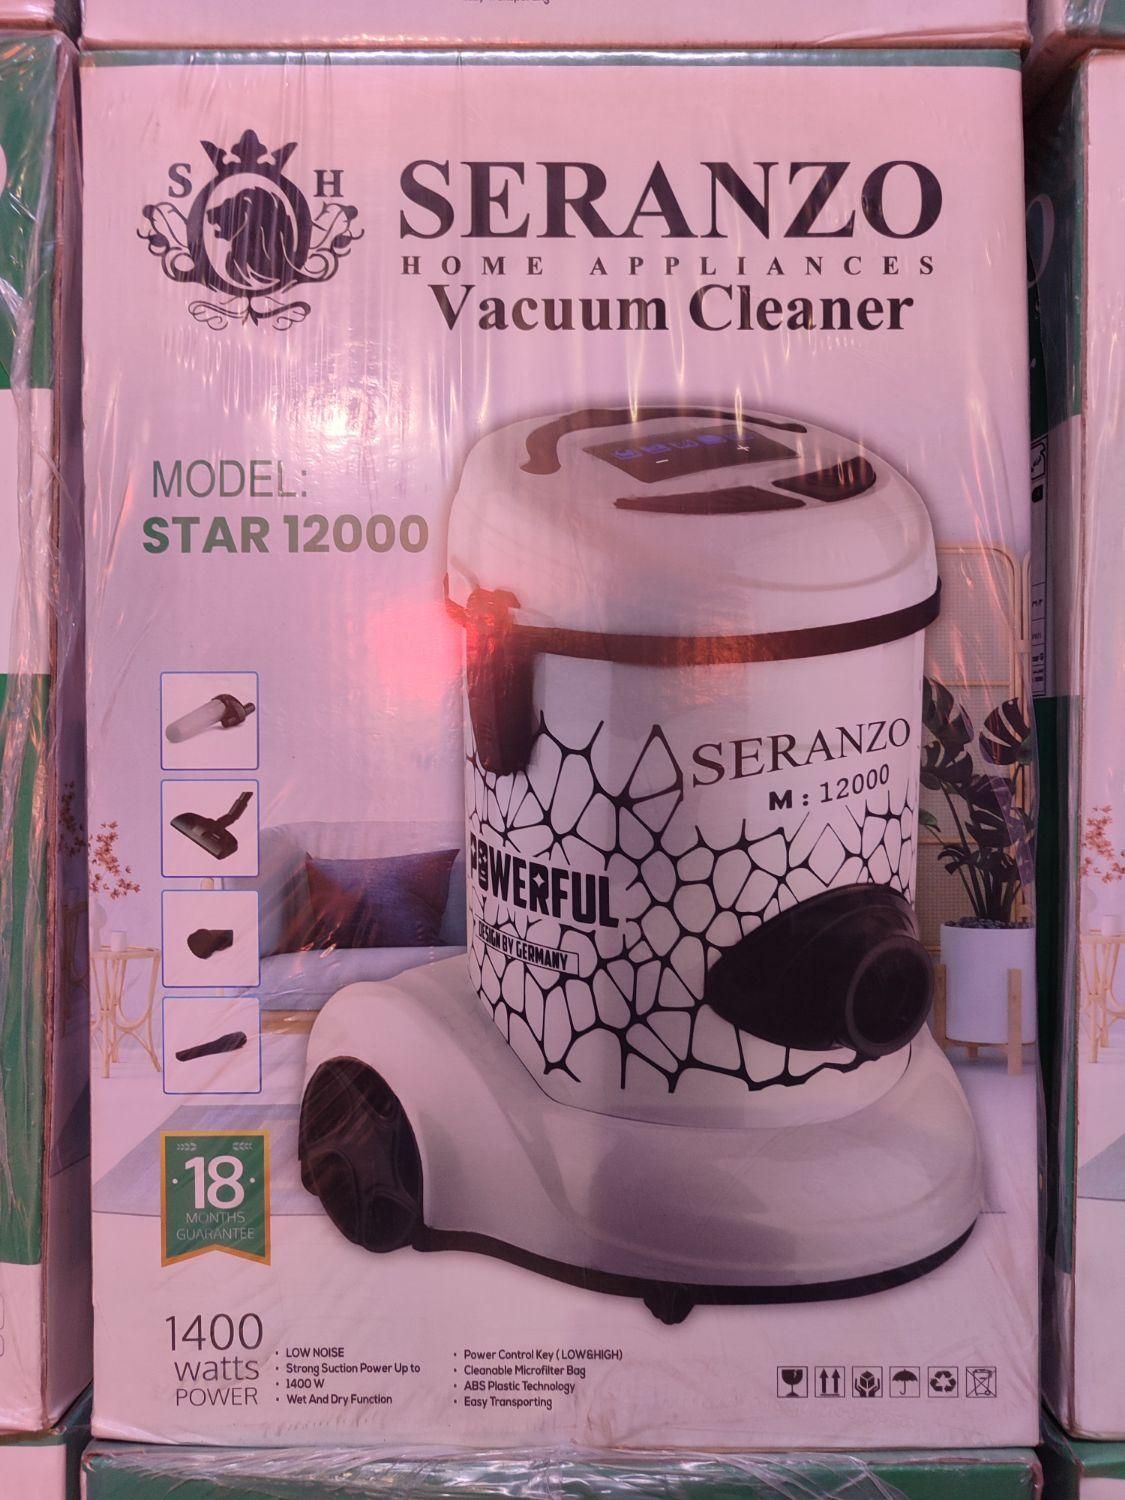 S H
SERANZO
HOME APPLIANCES
Vacuum Cleaner
MODEL:
STAR 12000
SERANZO
M : 12000
POWERFUL
DESIGN BY GERMANY
18
MONTHS
GUARANTEE
1400
watts
POWER
• LOW NOISE
• Strong Suction Power Up to
• 1400 W
• Wet And Dry Function
• Power Control Key ( LOW&HIGH)
• Cleanable Microfilter Bag
• ABS Plastic Technology
• Easy Transporting